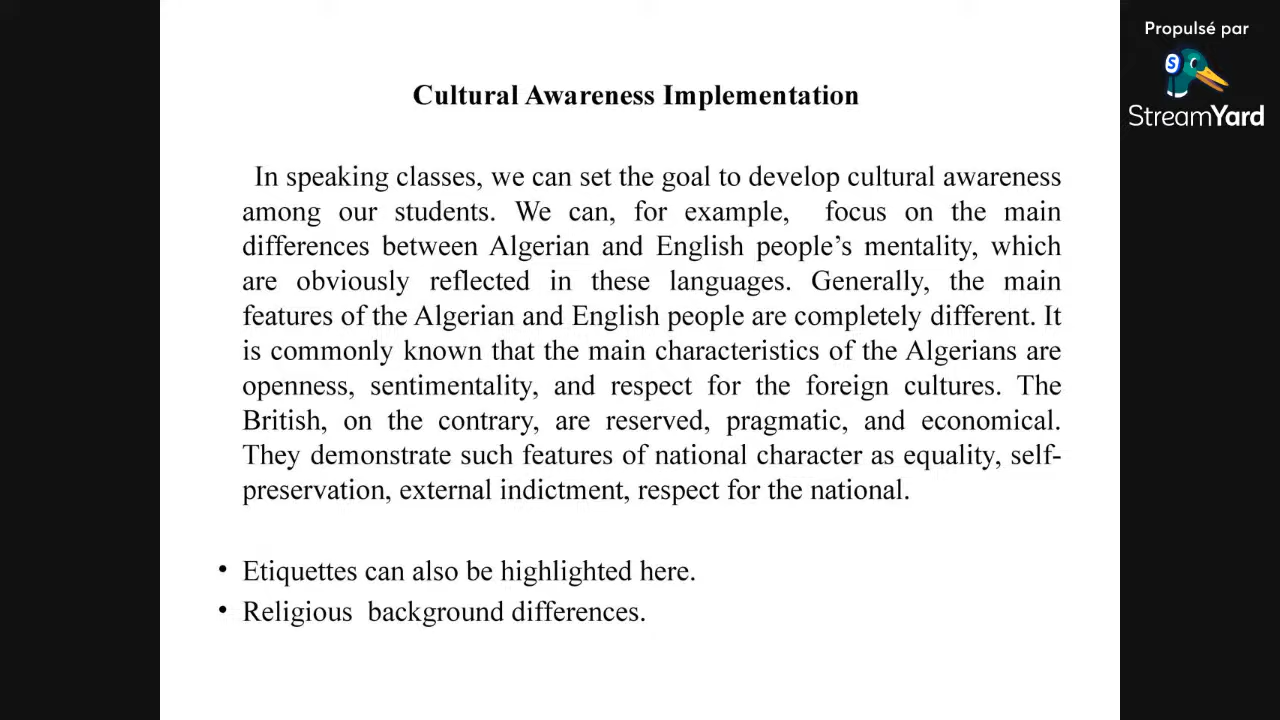 Propulsé par
StreamYard
Cultural Awareness Implementation
In speaking classes, we can set the goal to develop cultural awareness
among our students. We can, for example, focus on the main
differences between Algerian and English people's mentality, which
are obviously reflected in these languages. Generally, the main
features of the Algerian and English people are completely different. It
is commonly known that the main characteristics of the Algerians are
openness, sentimentality, and respect for the foreign cultures. The
British, on the contrary, are reserved, pragmatic, and economical.
They demonstrate such features of national character as equality, self-
preservation, external indictment, respect for the national.
• Etiquettes can also be highlighted here.
• Religious background differences.